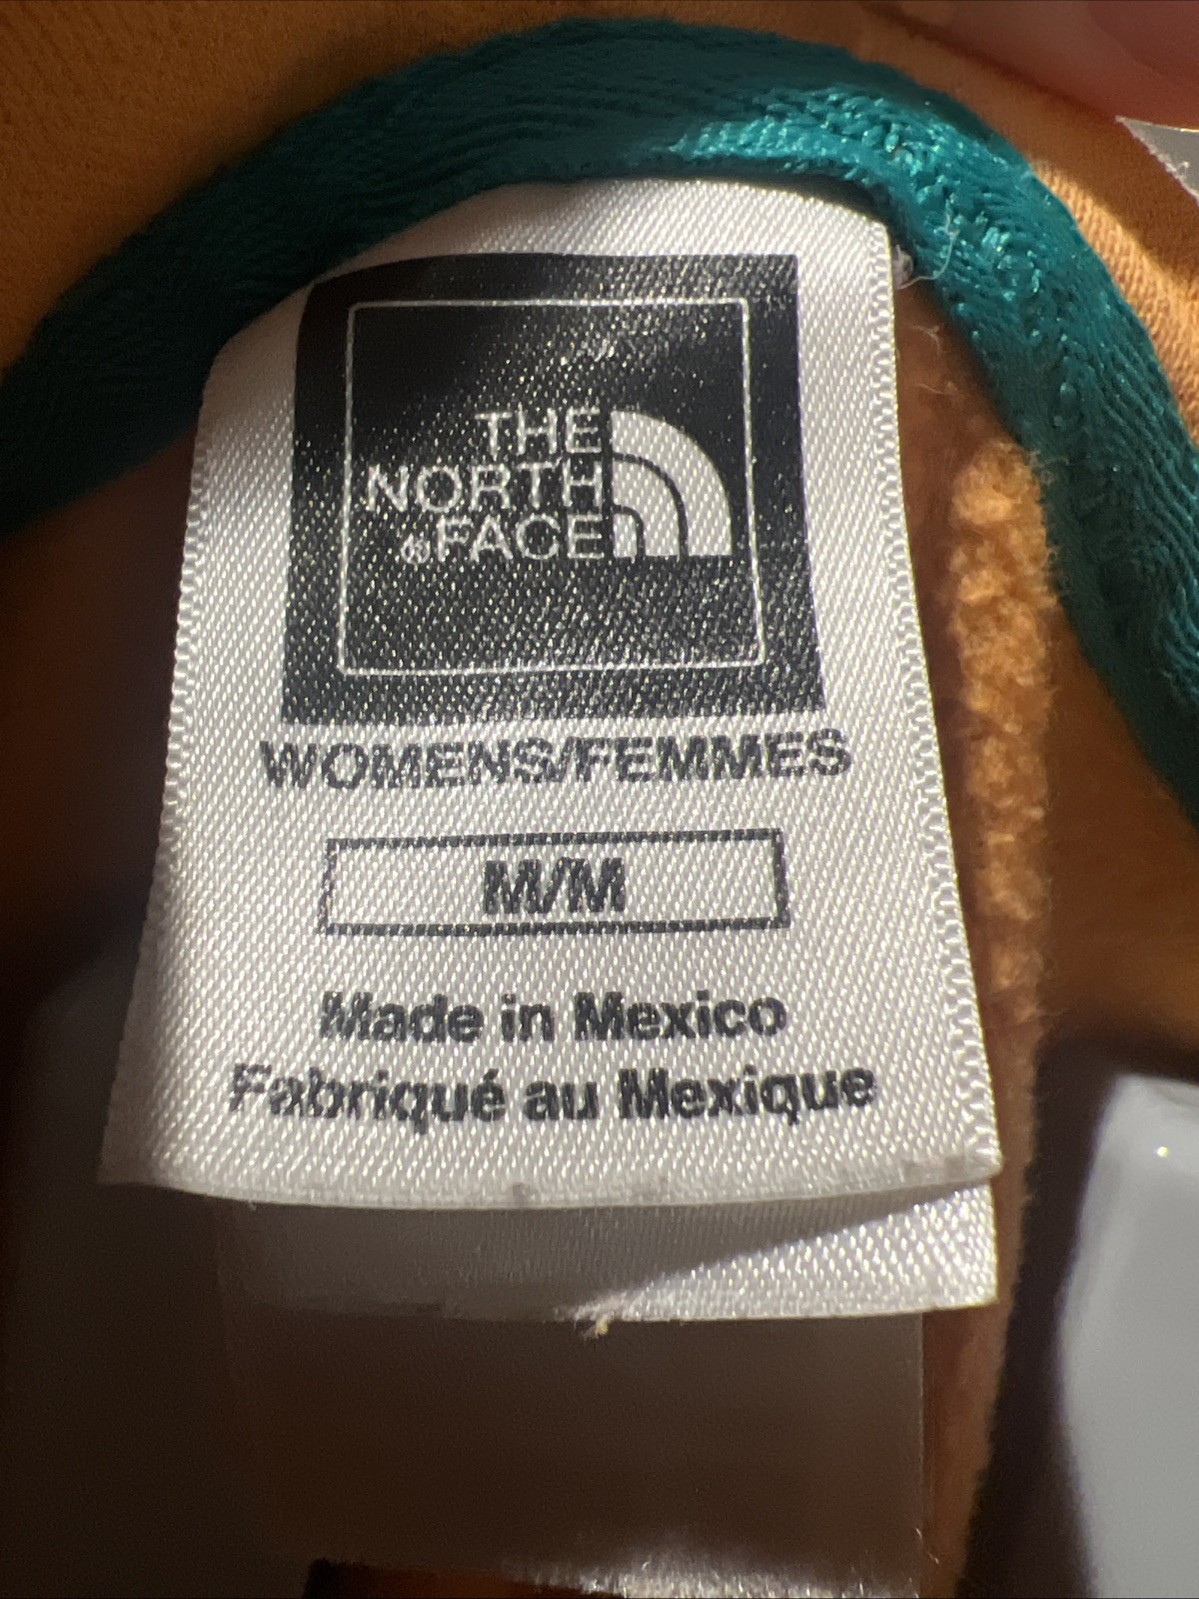 THE
NORTH
®FACE
WOMENS/FEMMES
M/M
Made in Mexico
Fabriqué au Mexique